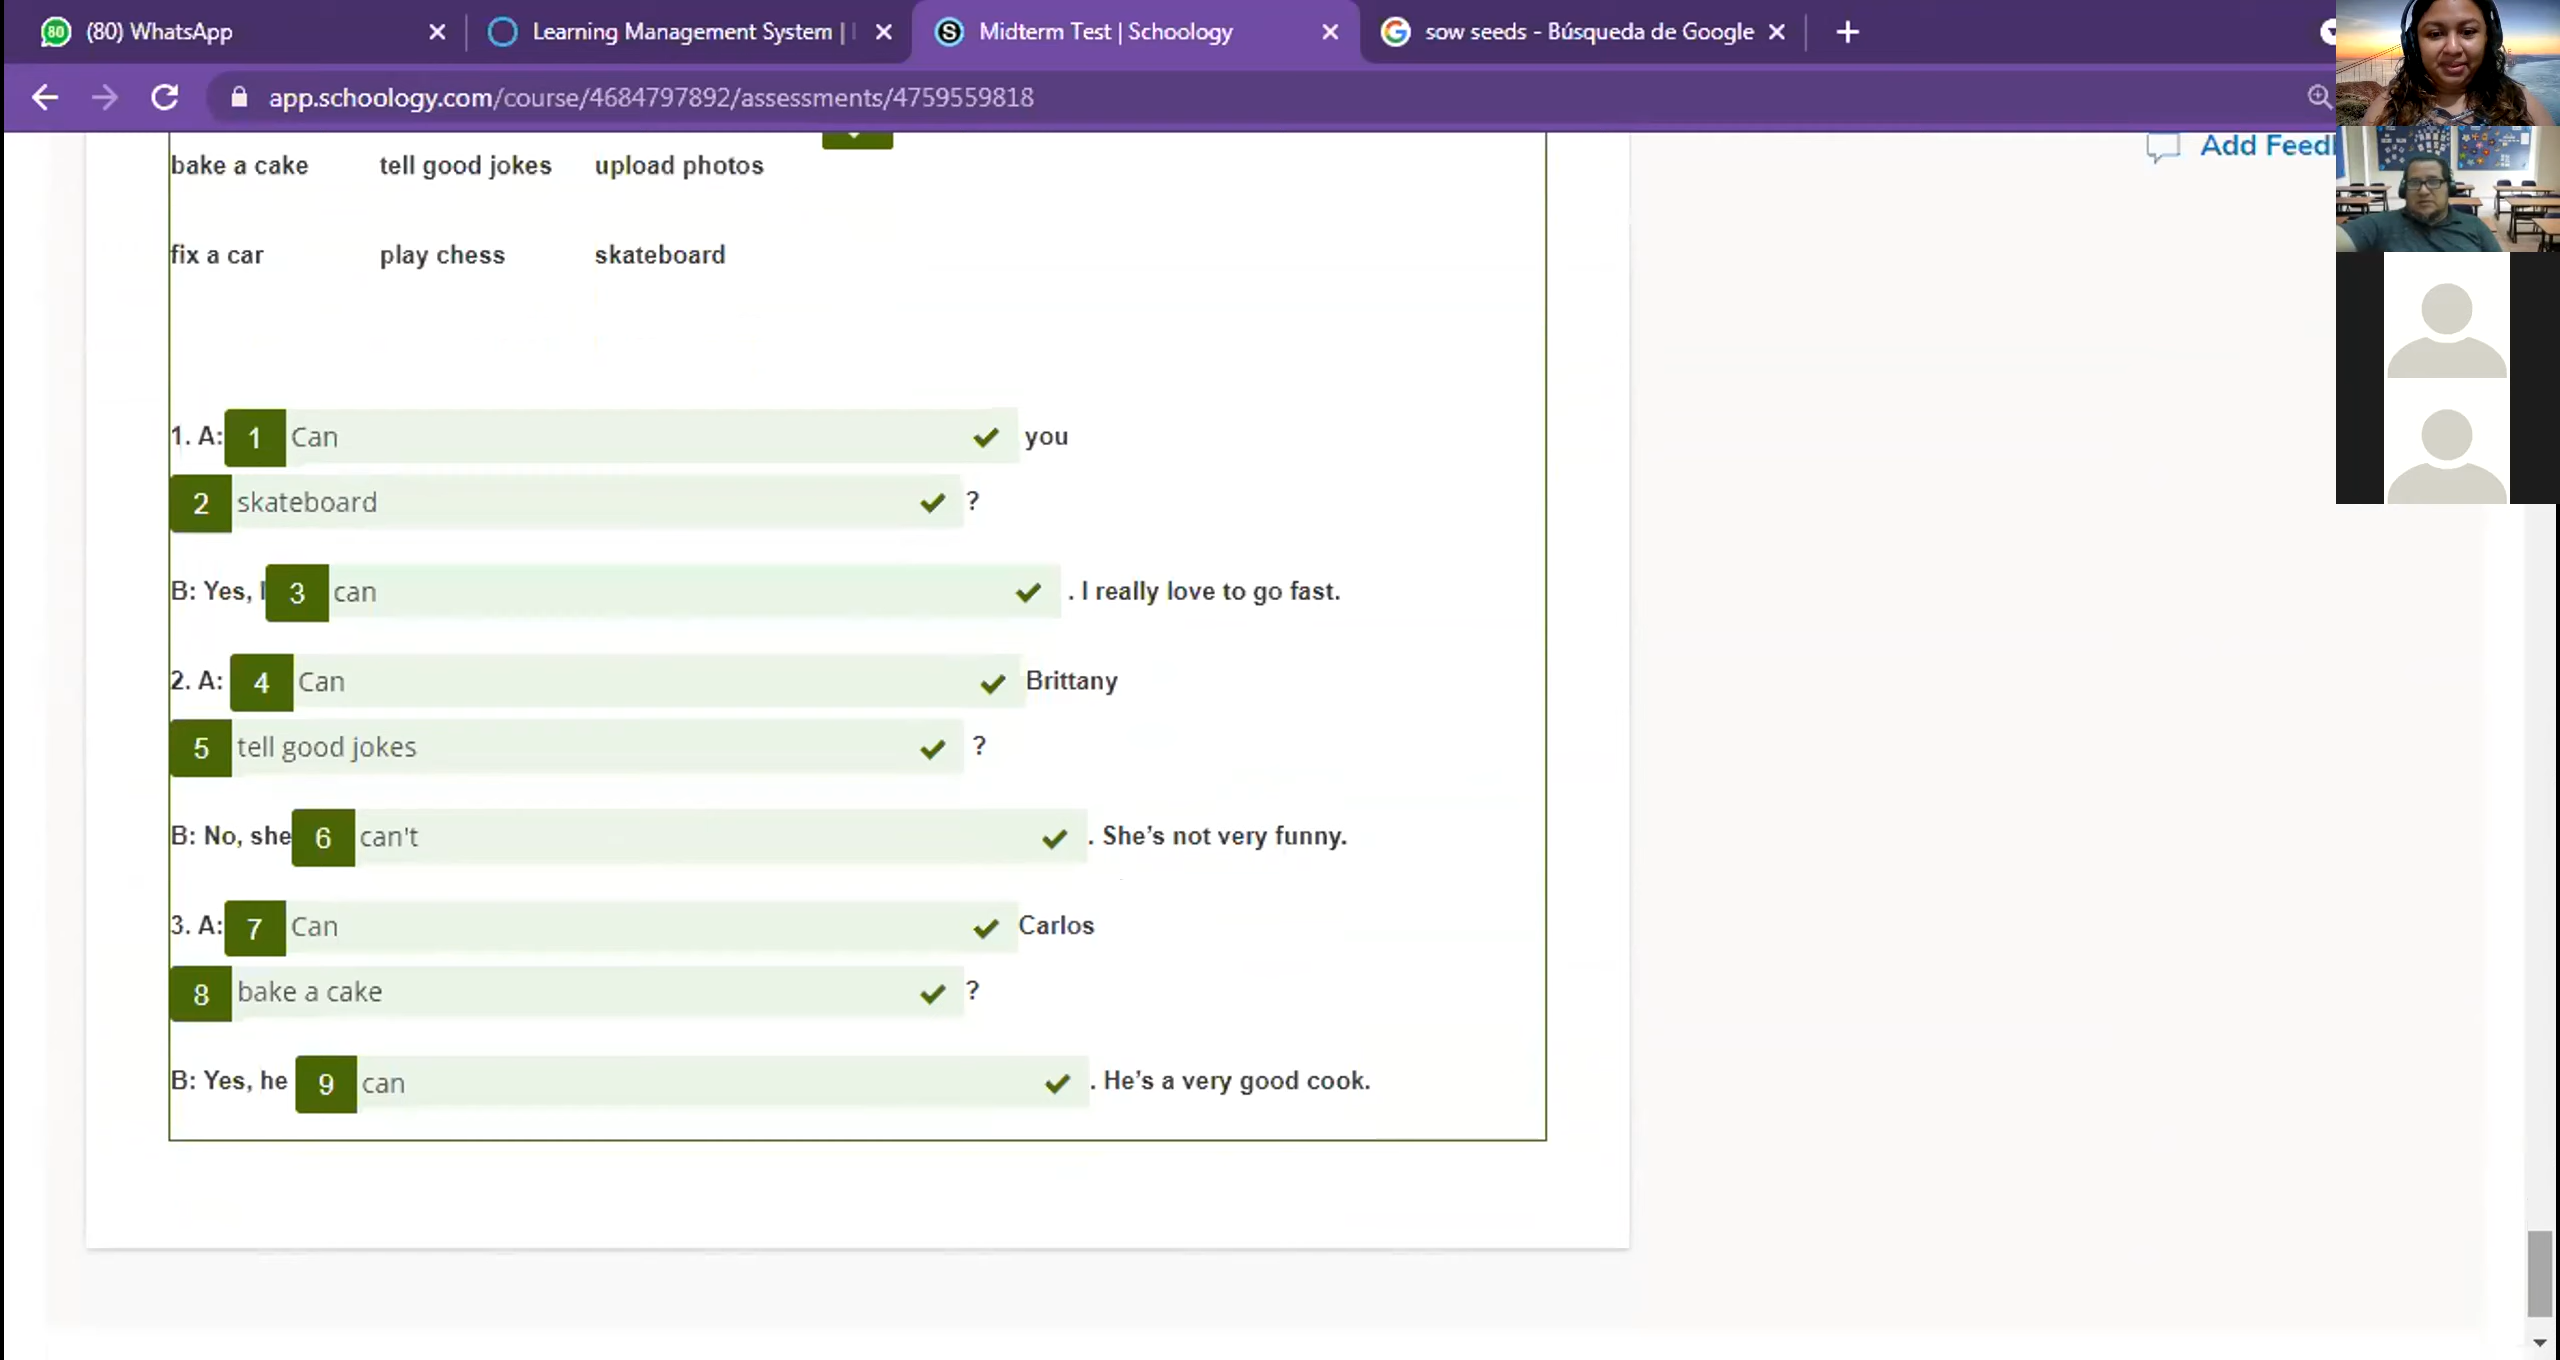 80 (80) WhatsApp Learning Management System | Midterm Test | Schoology sow seeds - Búsqueda de Google
app.schoology.com/course/4684797892/assessments/4759559818
Add Feed
bake a cake tell good jokes upload photos
fix a car play chess skateboard
1. A: 1 Can you
2 skateboard ?
B: Yes, I 3 can . I really love to go fast.
2. A: 4 Can Brittany
5 tell good jokes ?
B: No, she 6 can't . She's not very funny.
3. A: 7 Can Carlos
8 bake a cake ?
B: Yes, he 9 can . He's a very good cook.